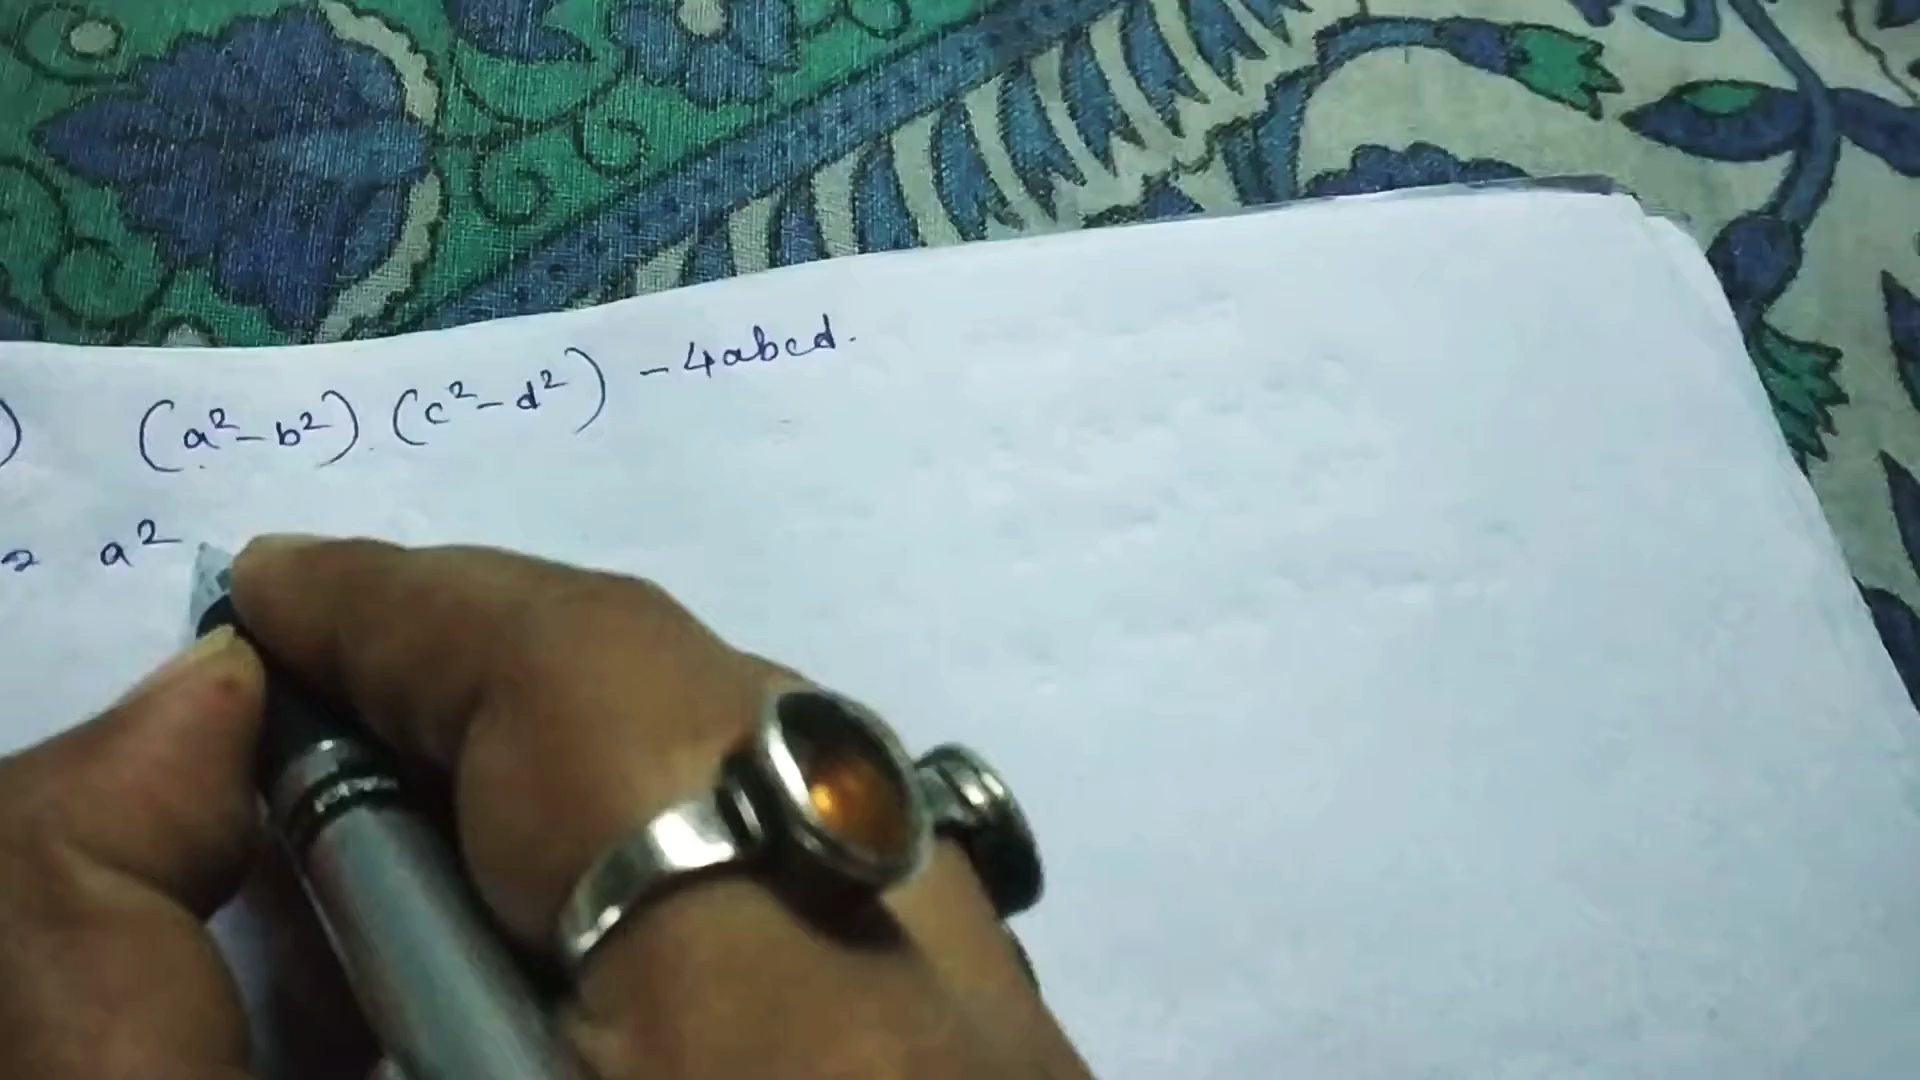 ) (a²-b²) (c²-d²) - 4abcd.
= a²